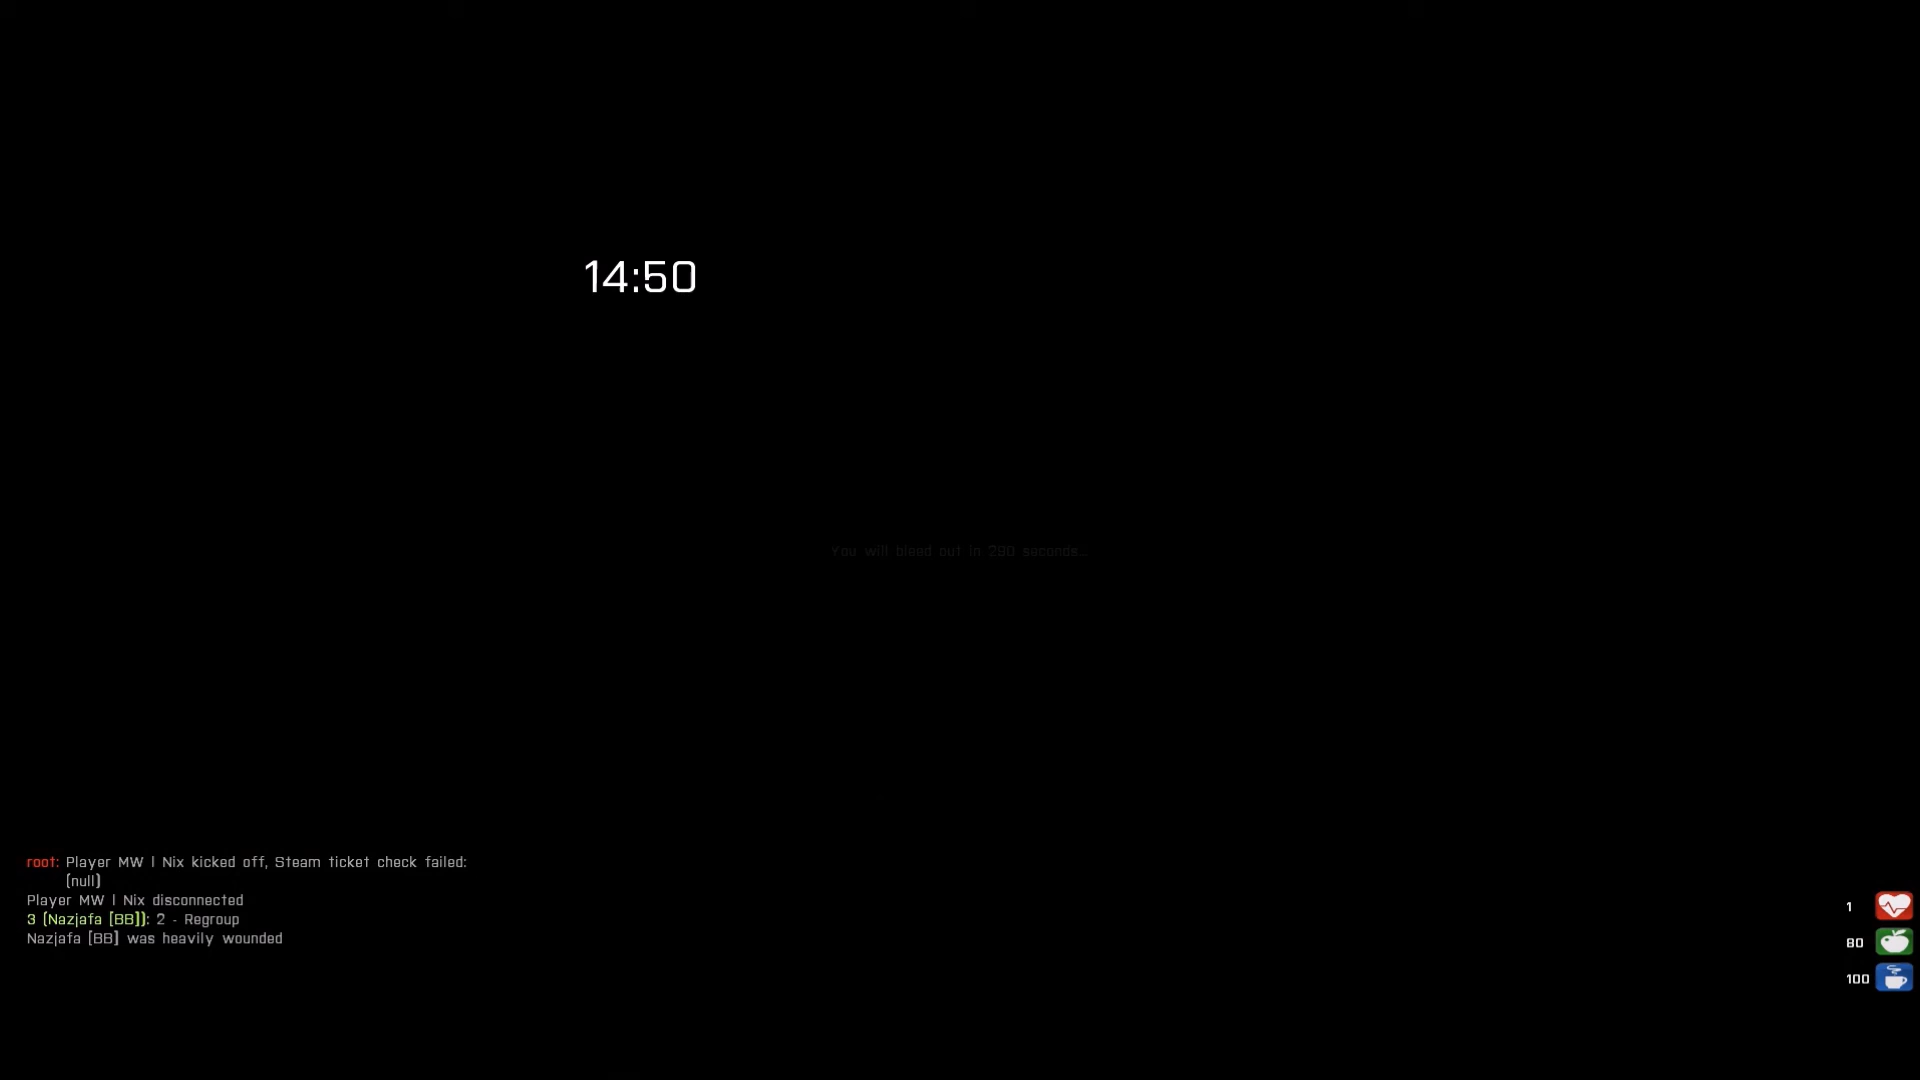 14:50
You will bleed out in 290 seconds...
root: Player MW | Nix kicked off, Steam ticket check failed:
(null)
Player MW | Nix disconnected
3 (Nazjafa [BB]): 2 - Regroup
Nazjafa [BB] was heavily wounded
1
80
100